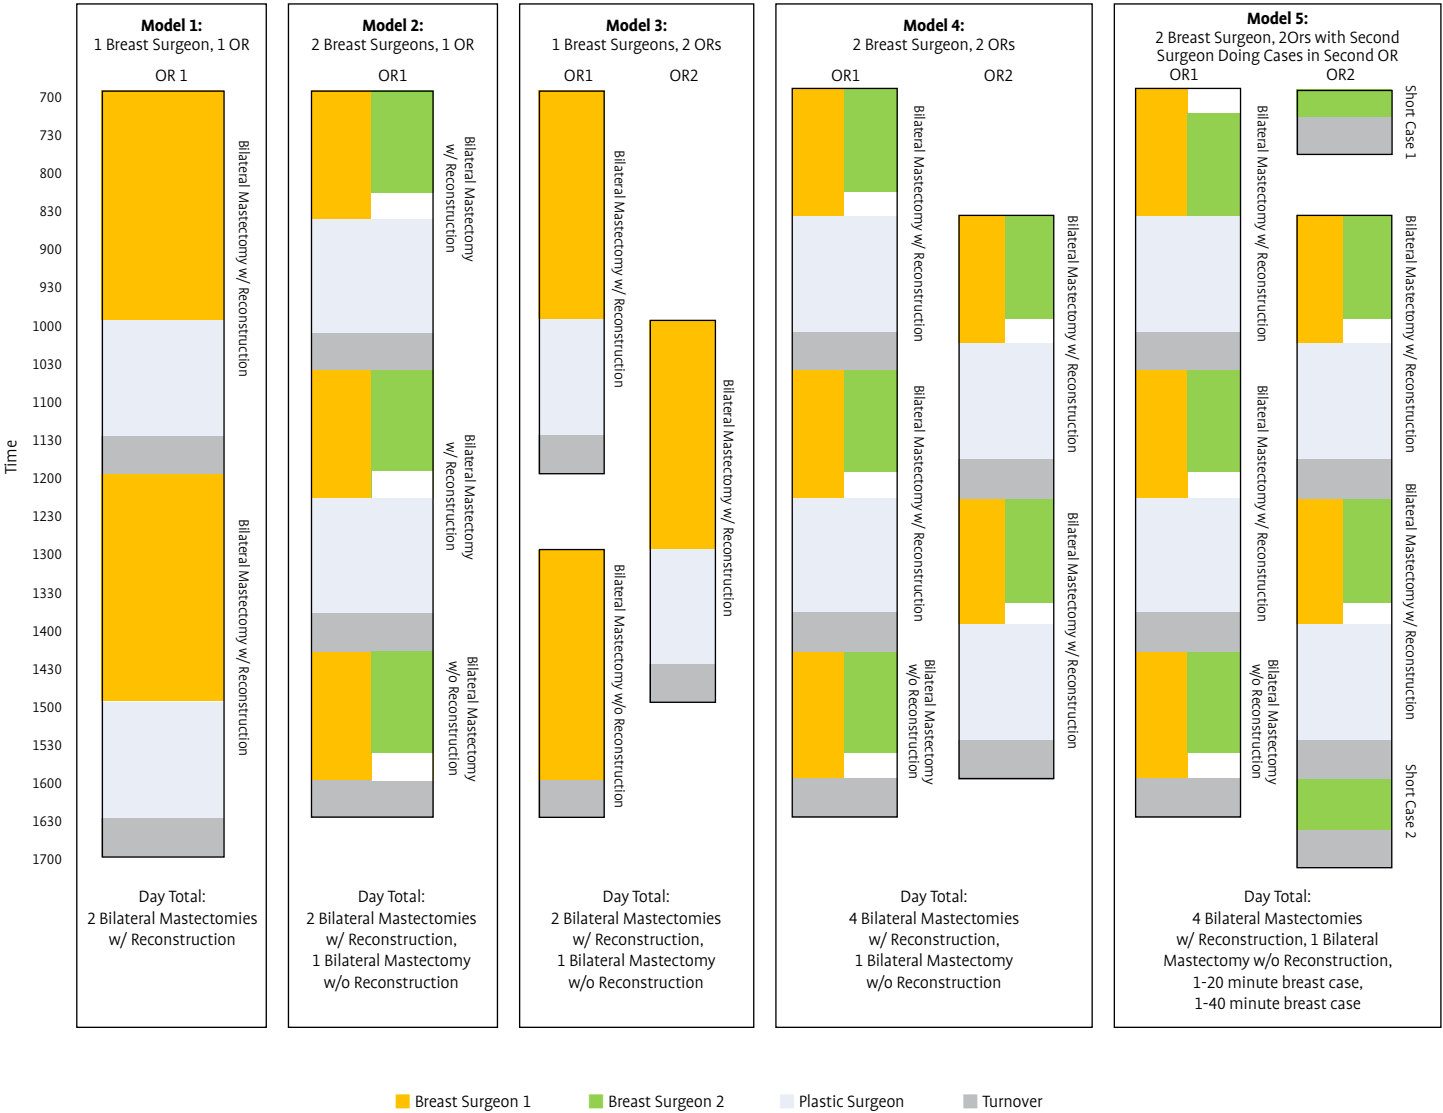 Model 1:
1 Breast Surgeon, 1 OR
OR 1
Model 2:
2 Breast Surgeons, 1 OR
OR1
Model 3:
1 Breast Surgeons, 2 ORs
OR1
OR2
Model 4:
2 Breast Surgeon, 2 ORs
OR1
OR2
Model 5:
2 Breast Surgeon, 2Ors with Second
Surgeon Doing Cases in Second OR
OR1
OR2
Time
700
730
800
830
900
930
1000
1030
1100
1130
1200
1230
1300
1330
1400
1430
1500
1530
1600
1630
1700
Bilateral Mastectomy w/ Reconstruction
Bilateral Mastectomy w/ Reconstruction
Bilateral Mastectomy
w/ Reconstruction
Bilateral Mastectomy
w/ Reconstruction
Bilateral Mastectomy
w/o Reconstruction
Bilateral Mastectomy w/ Reconstruction
Bilateral Mastectomy w/o Reconstruction
Bilateral Mastectomy w/ Reconstruction
Bilateral Mastectomy w/ Reconstruction
Bilateral Mastectomy w/ Reconstruction
Bilateral Mastectomy
w/o Reconstruction
Bilateral Mastectomy w/ Reconstruction
Bilateral Mastectomy w/ Reconstruction
Bilateral Mastectomy w/ Reconstruction
Bilateral Mastectomy w/ Reconstruction
Bilateral Mastectomy
w/o Reconstruction
Short Case 1
Bilateral Mastectomy w/ Reconstruction
Bilateral Mastectomy w/ Reconstruction
Short Case 2
Day Total:
2 Bilateral Mastectomies
w/ Reconstruction
Day Total:
2 Bilateral Mastectomies
w/ Reconstruction,
1 Bilateral Mastectomy
w/o Reconstruction
Day Total:
2 Bilateral Mastectomies
w/ Reconstruction,
1 Bilateral Mastectomy
w/o Reconstruction
Day Total:
4 Bilateral Mastectomies
w/ Reconstruction,
1 Bilateral Mastectomy
w/o Reconstruction
Day Total:
4 Bilateral Mastectomies
w/ Reconstruction, 1 Bilateral
Mastectomy w/o Reconstruction,
1-20 minute breast case,
1-40 minute breast case
Breast Surgeon 1
Breast Surgeon 2
Plastic Surgeon
Turnover